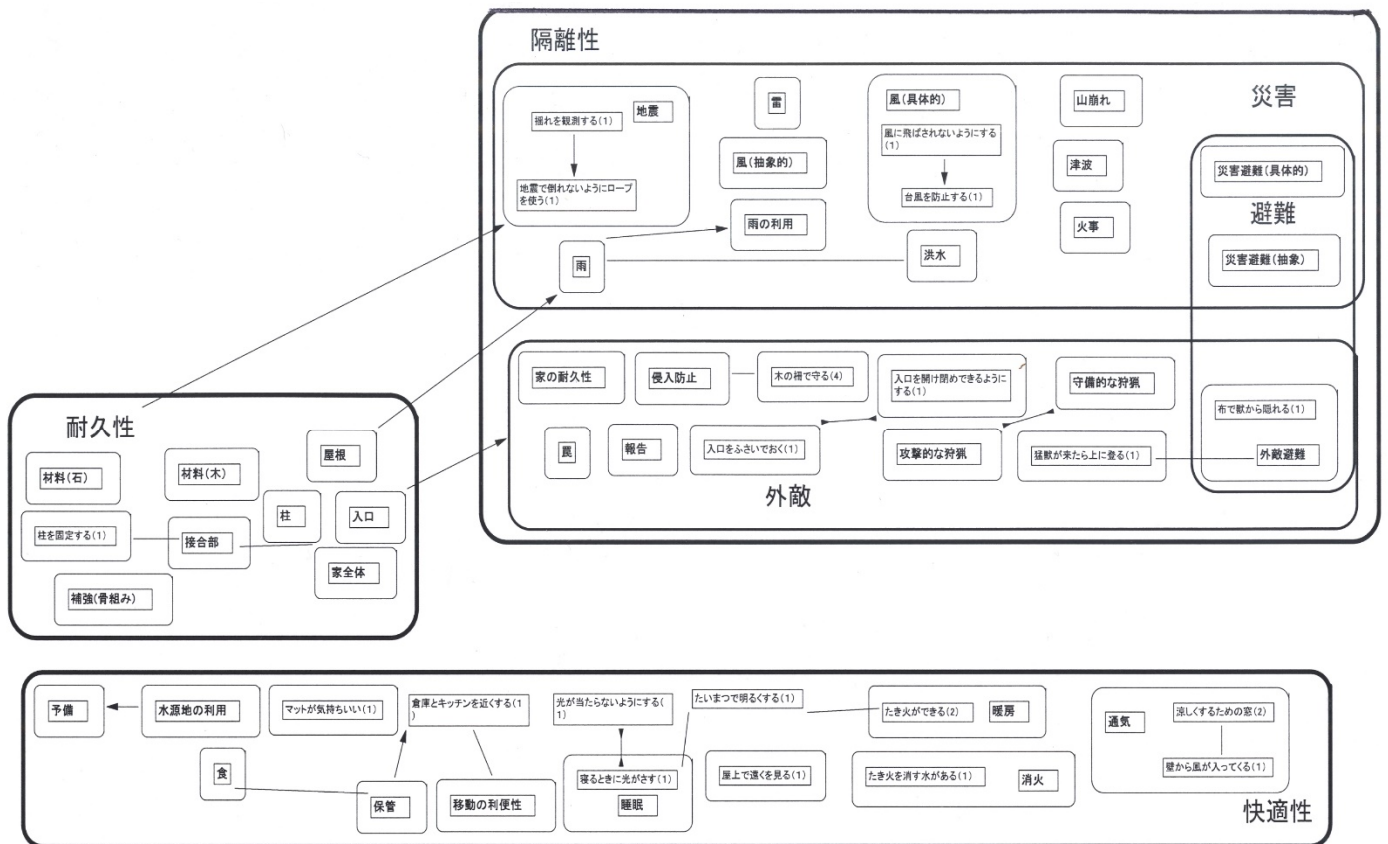 隔離性
災害
地震
揺れを観測する(1)
地震で倒れないようにロープ
を使う(1)
雷
風(抽象的)
雨の利用
雨
風(具体的)
風に飛ばされないようにする
(1)
台風を防止する(1)
洪水
山崩れ
津波
火事
災害避難(具体的)
避難
災害避難(抽象)
家の耐久性
侵入防止
木の柵で守る(4)
入口を開け閉めできるように
する(1)
守備的な狩猟
布で獣から隠れる(1)
罠
報告
入口をふさいでおく(1)
攻撃的な狩猟
猛獣が来たら上に登る(1)
外敵避難
外敵
耐久性
屋根
材料(石)
材料(木)
柱
入口
柱を固定する(1)
接合部
家全体
補強(骨組み)
予備
水源地の利用
マットが気持ちいい(1)
倉庫とキッチンを近くする(1
)
光が当たらないようにする(
1)
たいまつで明るくする(1)
たき火ができる(2)
暖房
通気
涼しくするための窓(2)
壁から風が入ってくる(1)
食
保管
移動の利便性
寝るときに光がさす(1)
睡眠
屋上で遠くを見る(1)
たき火を消す水がある(1)
消火
快適性